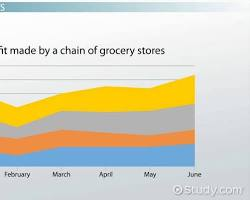 S
fit made by a chain of grocery stores
February March April May June
Study.com